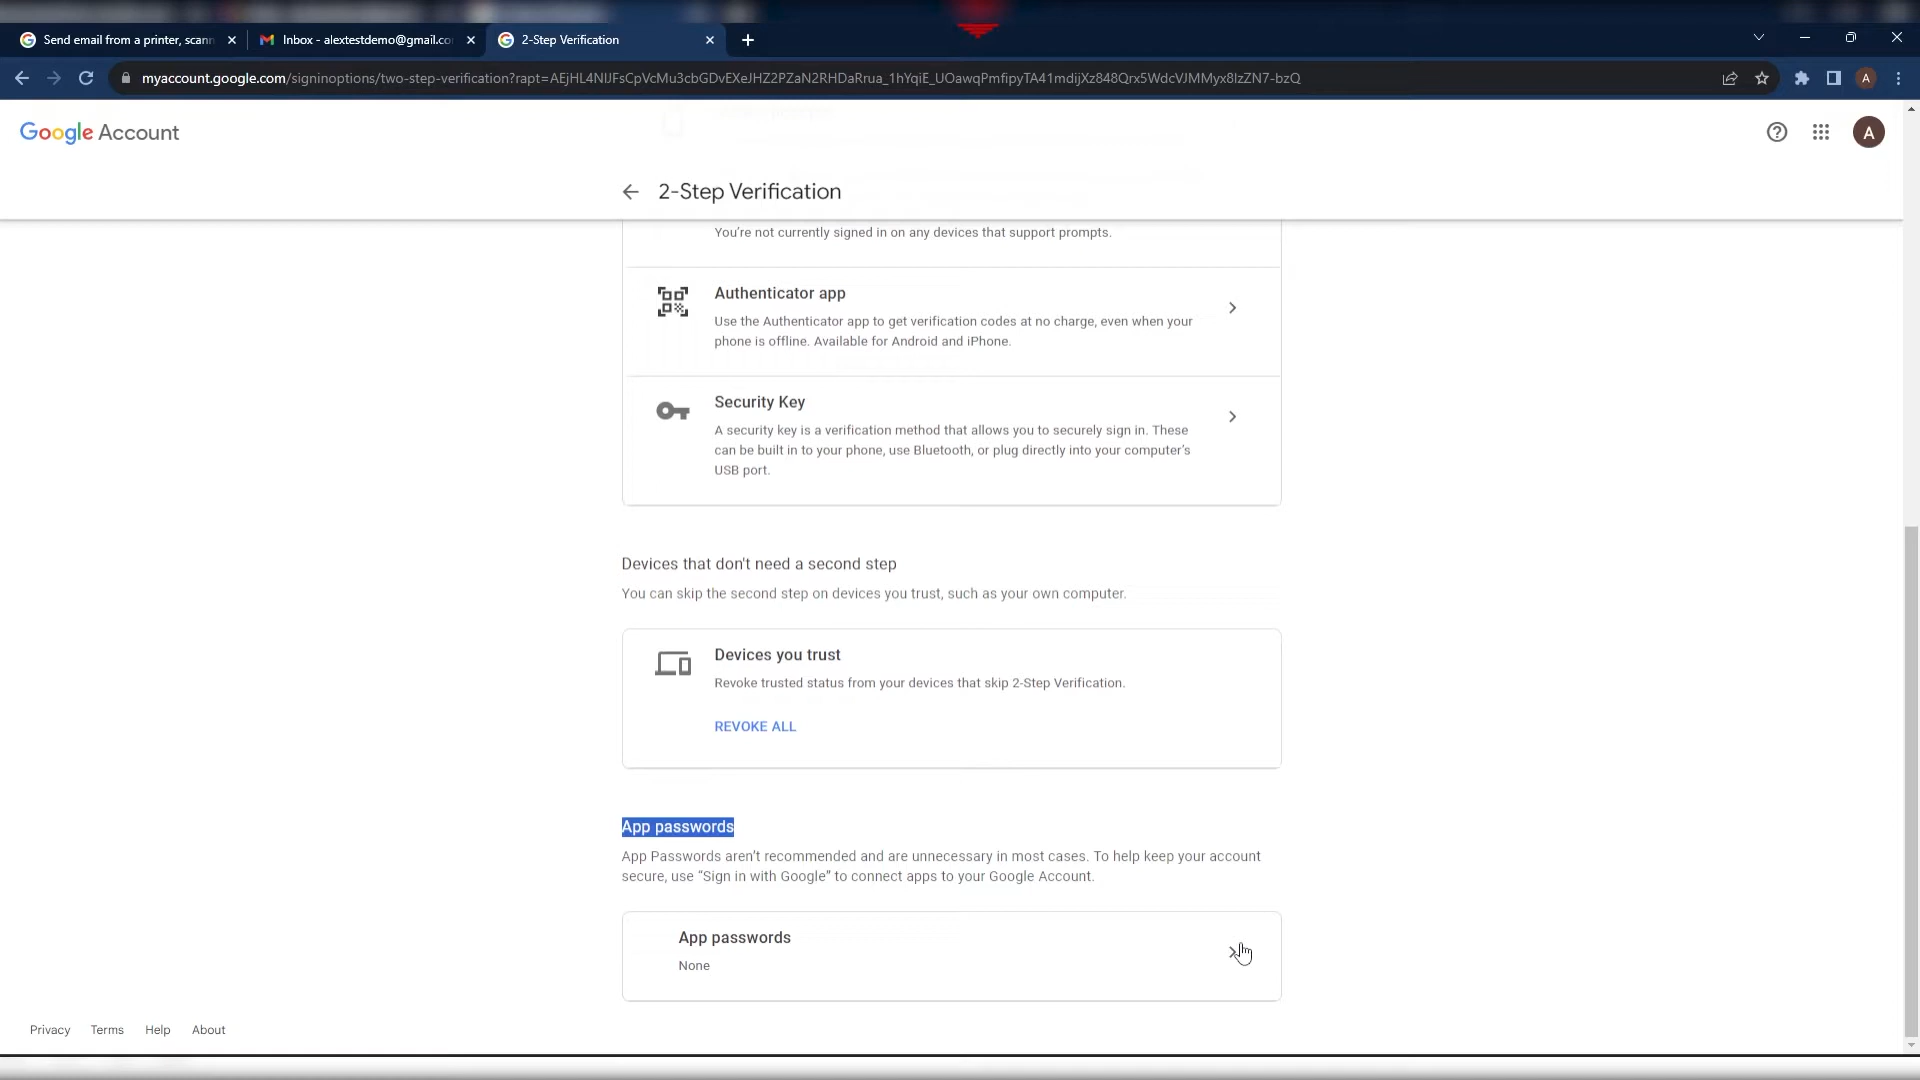 Send email from a printer, scann
Inbox - alextestdemo@gmail.co
2-Step Verification
myaccount.google.com/signinoptions/two-step-verification?rapt=AEjHL4NIJFsCpVcMu3cbGDvEXeJHZ2PZaN2RHDaRrua_1hYqiE_UOawqPmfipyTA41mdijXz848Qrx5WdcVJMMyx8lzZN7-bzQ
A
Google Account
A
2-Step Verification
You're not currently signed in on any devices that support prompts.
Authenticator app
Use the Authenticator app to get verification codes at no charge, even when your
phone is offline. Available for Android and iPhone.
Security Key
A security key is a verification method that allows you to securely sign in. These
can be built in to your phone, use Bluetooth, or plug directly into your computer's
USB port.
Devices that don't need a second step
You can skip the second step on devices you trust, such as your own computer.
Devices you trust
Revoke trusted status from your devices that skip 2-Step Verification.
REVOKE ALL
App passwords
App Passwords aren't recommended and are unnecessary in most cases. To help keep your account
secure, use “Sign in with Google” to connect apps to your Google Account.
App passwords
None
Privacy
Terms
Help
About